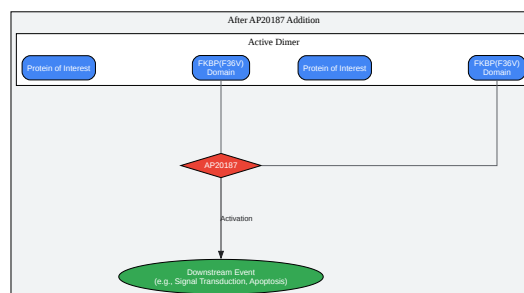 After AP20187 Addition
Active Dimer
Protein of Interest
FKBP(F36V)
Domain
Protein of Interest
FKBP(F36V)
Domain
AP20187
Activation
Downstream Event
(e.g., Signal Transduction, Apoptosis)